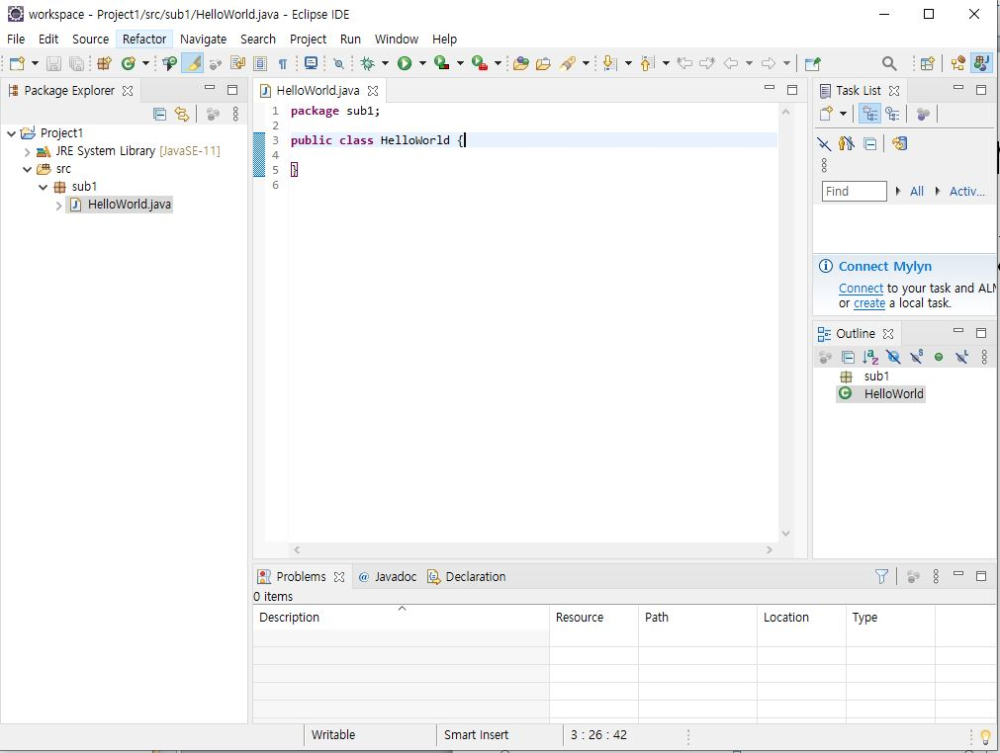 workspace - Project1/src/sub1/HelloWorld.java - Eclipse IDE
File Edit Source Refactor Navigate Search Project Run Window Help
Package Explorer
Project1
JRE System Library [JavaSE-11]
src
sub1
HelloWorld.java
HelloWorld.java
1 package sub1;
2
3 public class HelloWorld {
4
5 }
6
Task List
Find All Activ...
Connect Mylyn
Connect to your task and ALM
or create a local task.
Outline
sub1
HelloWorld
Problems Javadoc Declaration
0 items
Description Resource Path Location Type
Writable Smart Insert 3 : 26 : 42